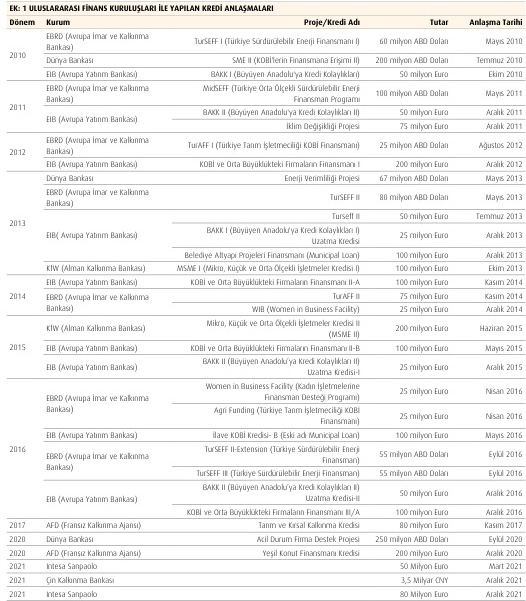 EK: 1 ULUSLARARASI FİNANS KURULUŞLARI İLE YAPILAN KREDİ ANLAŞMALARI
Dönem Kurum Proje/Kredi Adı Tutar Anlaşma Tarihi
2010
EBRD (Avrupa İmar ve Kalkınma
Bankası)
TurSEFF I (Türkiye Sürdürülebilir Enerji Finansmanı I) 60 milyon ABD Doları Mayıs 2010
Dünya Bankası SME II (KOBİ'lerin Finansmana Erişimi II) 200 milyon ABD Doları Temmuz 2010
EIB (Avrupa Yatırım Bankası) BAKK I (Büyüyen Anadolu'ya Kredi Kolaylıkları) 50 milyon Euro Ekim 2010
2011
EBRD (Avrupa İmar ve Kalkınma
Bankası)
MidSEFF (Türkiye Orta Ölçekli Sürdürülebilir Enerji
Finansman Programı
100 milyon ABD Doları Mayıs 2011
EIB (Avrupa Yatırım Bankası)
BAKK II (Büyüyen Anadolu'ya Kredi Kolaylıkları II) 50 milyon Euro Aralık 2011
İklim Değişikliği Projesi 75 milyon Euro Aralık 2011
2012
EBRD (Avrupa İmar ve Kalkınma
Bankası)
TurAFF I (Türkiye Tarım İşletmeciliği KOBİ Finansmanı) 25 milyon ABD Doları Ağustos 2012
EIB (Avrupa Yatırım Bankası) KOBİ ve Orta Büyüklükteki Firmaların Finansmanı I 200 milyon Euro Aralık 2012
2013
Dünya Bankası Enerji Verimliliği Projesi 67 milyon ABD Doları Mayıs 2013
EBRD (Avrupa İmar ve Kalkınma
Bankası)
TurSEFF II 80 milyon ABD Doları Mayıs 2013
EIB( Avrupa Yatırım Bankası)
Turseff II 50 milyon Euro Temmuz 2013
BAKK I (Büyüyen Anadolu'ya Kredi Kolaylıkları I)
Uzatma Kredisi
25 milyon Euro Aralık 2013
Belediye Altyapı Projeleri Finansmanı (Municipal Loan) 100 milyon Euro Aralık 2013
KfW (Alman Kalkınma Bankası) MSME I (Mikro, Küçük ve Orta Ölçekli İşletmeler Kredisi I) 100 milyon Euro Ekim 2013
2014
EIB (Avrupa Yatırım Bankası) KOBİ ve Orta Büyüklükteki Firmaların Finansmanı II-A 100 milyon Euro Kasım 2014
EBRD (Avrupa İmar ve Kalkınma
Bankası)
TurAFF II 75 milyon Euro Kasım 2014
WIB (Women in Business) 25 milyon Euro Aralık 2014
2015
KfW (Alman Kalkınma Bankası)
Mikro, Küçük ve Orta Ölçekli İşletmeler Kredisi II
(MSME II)
200 milyon Euro Haziran 2015
EIB (Avrupa Yatırım Bankası) KOBİ ve Orta Büyüklükteki Firmaların Finansmanı II-B 100 milyon Euro Mayıs 2015
EIB (Avrupa Yatırım Bankası)
BAKK II (Büyüyen Anadolu'ya Kredi Kolaylıkları II)
Uzatma Kredisi-I
25 milyon Euro Aralık 2015
2016
EBRD (Avrupa İmar ve Kalkınma
Bankası)
Women in Business Facility (Kadın İşletmelerine
Finansman Desteği Programı)
25 milyon Euro Nisan 2016
Agri Funding (Türkiye Tarım İşletmeciliği KOBİ
Finansmanı)
25 milyon Euro Nisan 2016
EIB (Avrupa Yatırım Bankası) İlave KOBİ Kredisi- B (Eski adı Municipal Loan) 100 milyon Euro Mayıs 2016
EBRD (Avrupa İmar ve Kalkınma
Bankası)
TurSEFF II-Extension (Türkiye Sürdürülebilir Enerji
Finansman)
55 milyon ABD Doları Eylül 2016
TurSEFF III (Türkiye Sürdürülebilir Enerji Finansman) 55 milyon ABD Doları Eylül 2016
EIB (Avrupa Yatırım Bankası)
BAKK II (Büyüyen Anadolu'ya Kredi Kolaylıkları II)
Uzatma Kredisi-II
50 milyon Euro Aralık 2016
KOBİ ve Orta Büyüklükteki Firmaların Finansmanı III/A 100 milyon Euro Aralık 2016
2017 AFD (Fransız Kalkınma Ajansı) Tarım ve Kırsal Kalkınma Kredisi 80 milyon Euro Kasım 2017
2020 Dünya Bankası Acil Durum Firma Destek Projesi 250 milyon ABD Doları Eylül 2020
2020 AFD (Fransız Kalkınma Ajansı) Yeşil Konut Finansmanı Kredisi 200 milyon Euro Aralık 2020
2021 Intesa Sanpaolo 50 Milyon Euro Mart 2021
2021 Çin Kalkınma Bankası 3,5 Milyar CNY Aralık 2021
2021 Intesa Sanpaolo 80 Milyon Euro Aralık 2021